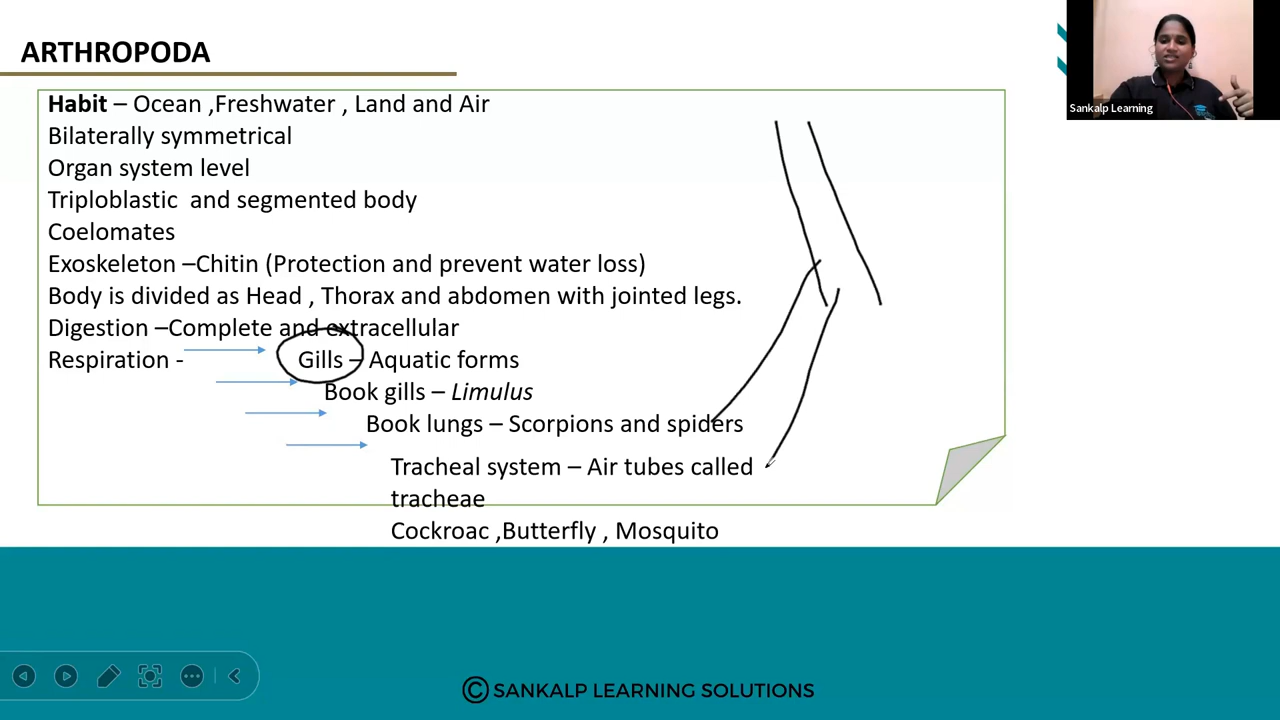 ARTHROPODA
Sankalp Learning
Habit – Ocean ,Freshwater , Land and Air
Bilaterally symmetrical
Organ system level
Triploblastic and segmented body
Coelomates
Exoskeleton –Chitin (Protection and prevent water loss)
Body is divided as Head , Thorax and abdomen with jointed legs.
Digestion –Complete and extracellular
Respiration - Gills – Aquatic forms
Book gills – Limulus
Book lungs – Scorpions and spiders
Tracheal system – Air tubes called
tracheae
Cockroac ,Butterfly , Mosquito
© SANKALP LEARNING SOLUTIONS